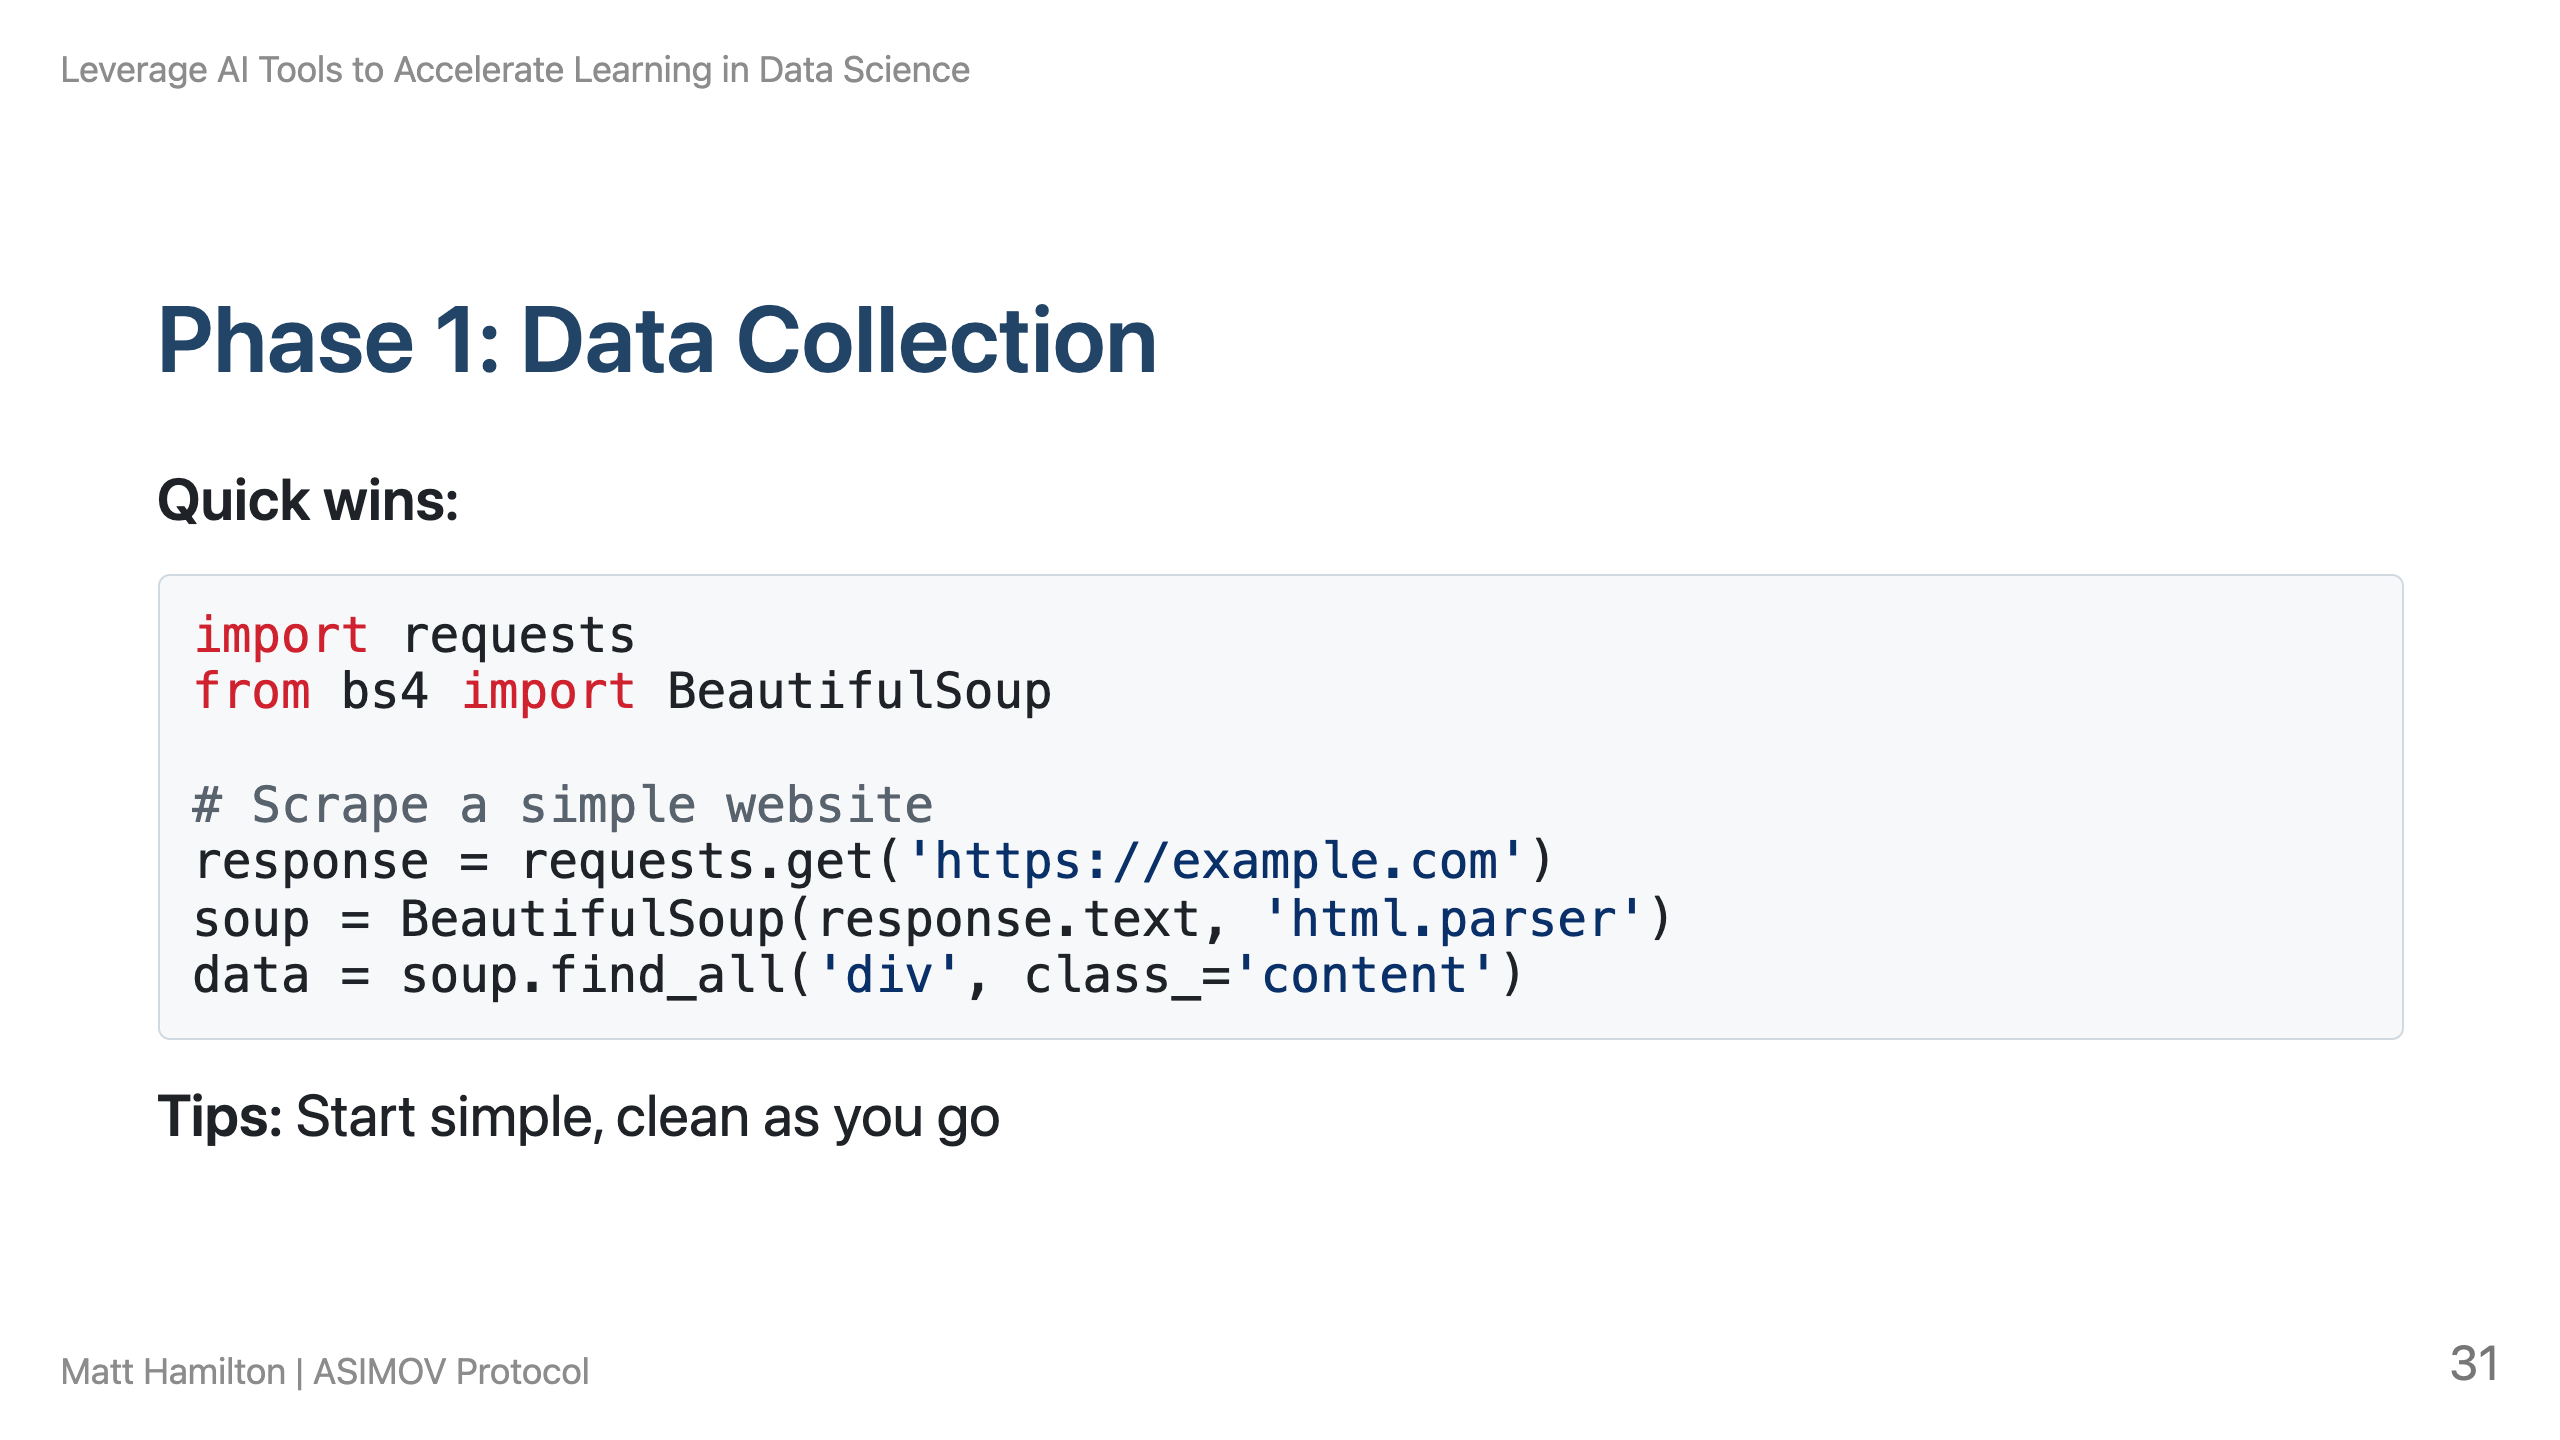 Leverage AI Tools to Accelerate Learning in Data Science
Phase 1: Data Collection
Quick wins:
import requests
from bs4 import BeautifulSoup
# Scrape a simple website
response = requests.get('https://example.com')
soup = BeautifulSoup(response.text, 'html.parser')
data = soup.find_all('div', class_='content')
Tips: Start simple, clean as you go
Matt Hamilton | ASIMOV Protocol
31